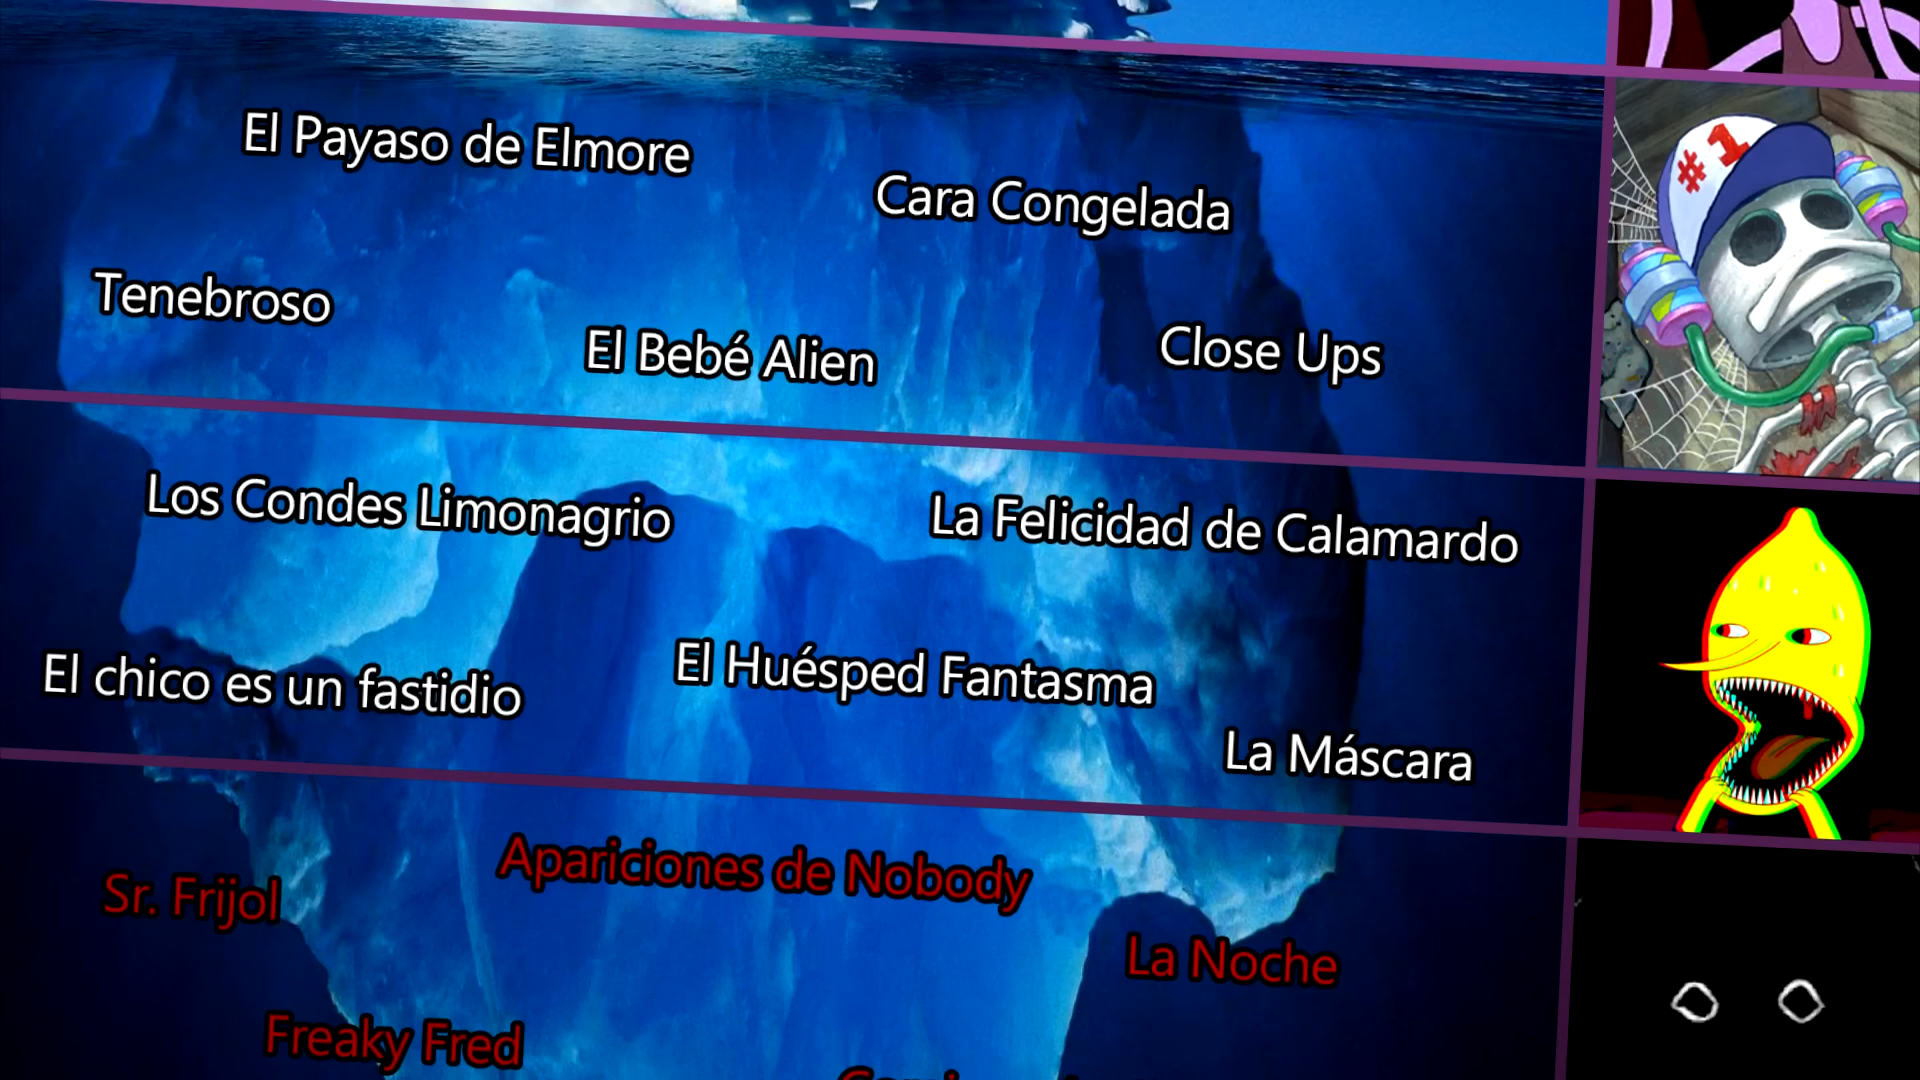 El Payaso de Elmore
Cara Congelada
#1
Tenebroso
El Bebé Alien
Close Ups
Los Condes Limonagrio
La Felicidad de Calamardo
El chico es un fastidio
El Huésped Fantasma
La Máscara
Apariciones de Nobody
Sr. Frijol
La Noche
Freaky Fred